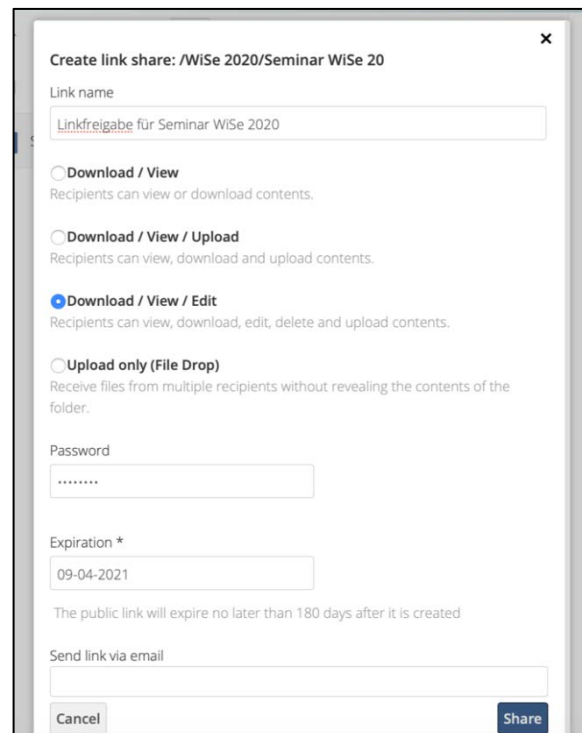 Create link share: /WiSe 2020/Seminar WiSe 20
Link name
Linkfreigabe für Seminar WiSe 2020
Download / View
Recipients can view or download contents.
Download / View / Upload
Recipients can view, download and upload contents.
Download / View / Edit
Recipients can view, download, edit, delete and upload contents.
Upload only (File Drop)
Receive files from multiple recipients without revealing the contents of the
folder.
Password
••••••••
Expiration *
09-04-2021
The public link will expire no later than 180 days after it is created
Send link via email
Cancel
Share